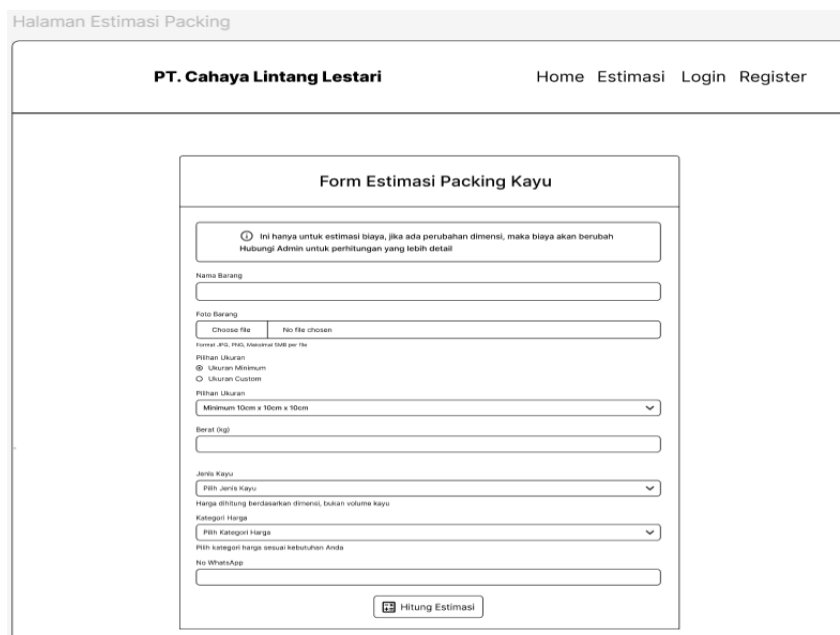 Halaman Estimasi Packing
PT. Cahaya Lintang Lestari
Home Estimasi Login Register
Form Estimasi Packing Kayu
Ini hanya untuk estimasi biaya, jika ada perubahan dimensi, maka biaya akan berubah
Hubungi Admin untuk perhitungan yang lebih detail
Nama Barang
Foto Barang
Choose file No file chosen
Format JPG, PNG, Maksimal 5MB per file
Pilihan Ukuran
Ukuran Minimum
Ukuran Custom
Pilihan Ukuran
Minimum 10cm x 10cm x 10cm
Berat (kg)
Jenis Kayu
Pilih Jenis Kayu
Harga dihitung berdasarkan dimensi, bukan volume kayu
Kategori Harga
Pilih Kategori Harga
Pilih kategori harga sesuai kebutuhan Anda
No WhatsApp
Hitung Estimasi